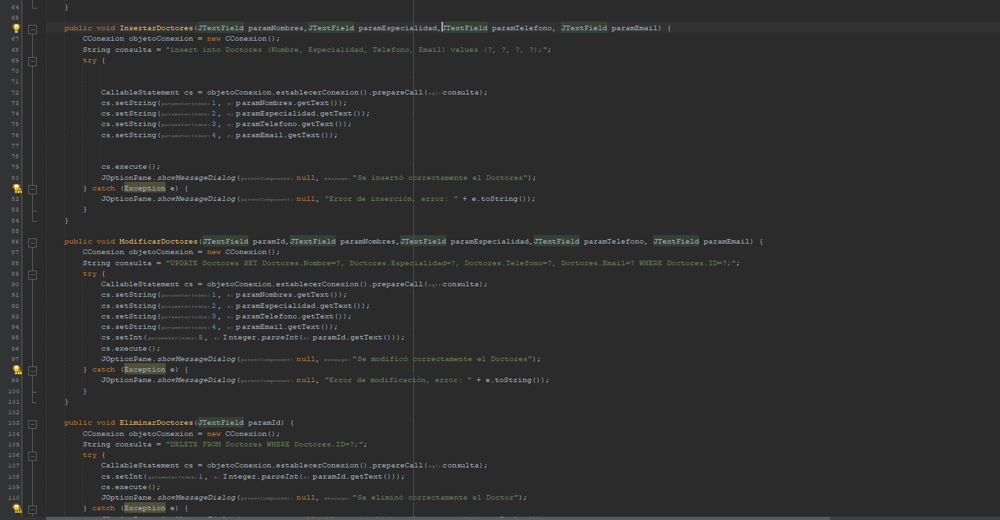 64 }
65
public void InsertarDoctores(JTextField paramNombres,JTextField paramEspecialidad,JTextField paramTelefono, JTextField paramEmail) {
67 CConexion objetoConexion = new CConexion();
68 String consulta = "insert into Doctores (Nombre, Especialidad, Telefono, Email) values (?, ?, ?, ?);";
69 try {
70
71
72 CallableStatement cs = objetoConexion.establecerConexion().prepareCall(sql: consulta);
73 cs.setString(parameterIndex: 1, x: paramNombres.getText());
74 cs.setString(parameterIndex: 2, x: paramEspecialidad.getText());
75 cs.setString(parameterIndex: 3, x: paramTelefono.getText());
76 cs.setString(parameterIndex: 4, x: paramEmail.getText());
77
78
79 cs.execute();
80 JOptionPane.showMessageDialog(parentComponent: null, message: "Se insertó correctamente el Doctores");
} catch (Exception e) {
82 JOptionPane.showMessageDialog(parentComponent: null, "Error de inserción, error: " + e.toString());
83 }
84 }
85
86 public void ModificarDoctores(JTextField paramId,JTextField paramNombres,JTextField paramEspecialidad,JTextField paramTelefono, JTextField paramEmail) {
87 CConexion objetoConexion = new CConexion();
88 String consulta = "UPDATE Doctores SET Doctores.Nombre=?, Doctores.Especialidad=?, Doctores.Telefono=?, Doctores.Email=? WHERE Doctores.ID=?;";
89 try {
90 CallableStatement cs = objetoConexion.establecerConexion().prepareCall(sql: consulta);
91 cs.setString(parameterIndex: 1, x: paramNombres.getText());
92 cs.setString(parameterIndex: 2, x: paramEspecialidad.getText());
93 cs.setString(parameterIndex: 3, x: paramTelefono.getText());
94 cs.setString(parameterIndex: 4, x: paramEmail.getText());
95 cs.setInt(parameterIndex: 5, x: Integer.parseInt(s: paramId.getText()));
96 cs.execute();
97 JOptionPane.showMessageDialog(parentComponent: null, message: "Se modificó correctamente el Doctores");
} catch (Exception e) {
99 JOptionPane.showMessageDialog(parentComponent: null, "Error de modificación, error: " + e.toString());
100 }
101 }
102
103 public void EliminarDoctores(JTextField paramId) {
104 CConexion objetoConexion = new CConexion();
105 String consulta = "DELETE FROM Doctores WHERE Doctores.ID=?;";
106 try {
107 CallableStatement cs = objetoConexion.establecerConexion().prepareCall(sql: consulta);
108 cs.setInt(parameterIndex: 1, x: Integer.parseInt(s: paramId.getText()));
109 cs.execute();
110 JOptionPane.showMessageDialog(parentComponent: null, message: "Se eliminó correctamente el Doctor");
} catch (Exception e) {